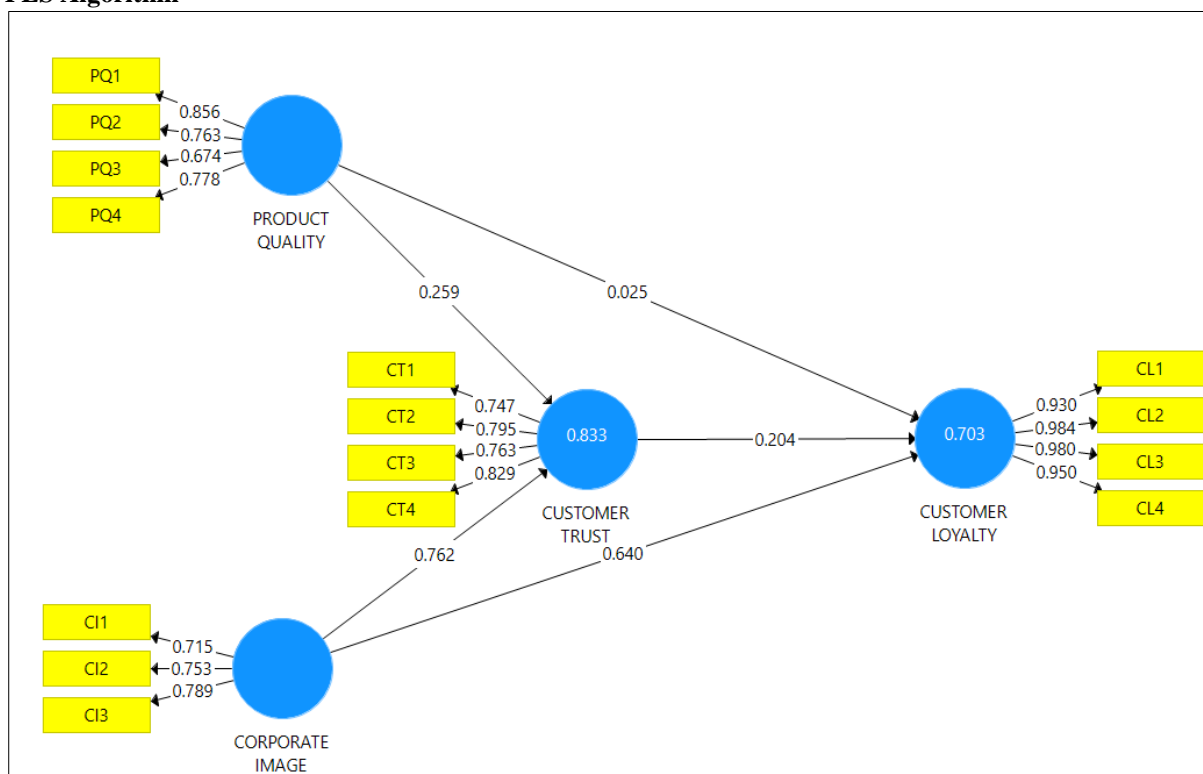 PLS Algorithm
PQ1
0.856
PQ2
0.763
PQ3
0.674
0.778
PQ4
PRODUCT
QUALITY
0.259
0.025
CT1
0.747
CT2
0.795
CT3
0.763
0.829
CT4
0.833
CUSTOMER
TRUST
0.204
0.703
CUSTOMER
LOYALTY
CL1
0.930
CL2
0.984
CL3
0.980
0.950
CL4
0.762
0.640
CI1
0.715
CI2
0.753
0.789
CI3
CORPORATE
IMAGE